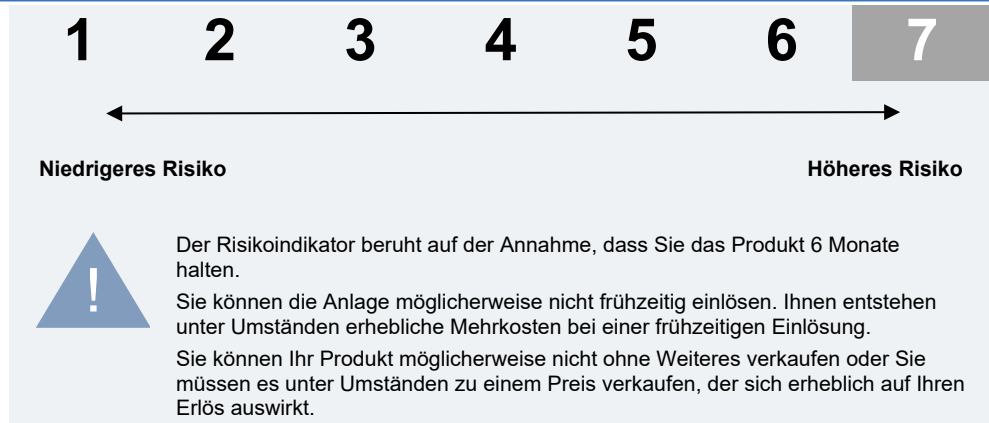 1 2 3 4 5 6 7
Niedrigeres Risiko Höheres Risiko
!
Der Risikoindikator beruht auf der Annahme, dass Sie das Produkt 6 Monate
halten.
Sie können die Anlage möglicherweise nicht frühzeitig einlösen. Ihnen entstehen
unter Umständen erhebliche Mehrkosten bei einer frühzeitigen Einlösung.
Sie können Ihr Produkt möglicherweise nicht ohne Weiteres verkaufen oder Sie
müssen es unter Umständen zu einem Preis verkaufen, der sich erheblich auf Ihren
Erlös auswirkt.